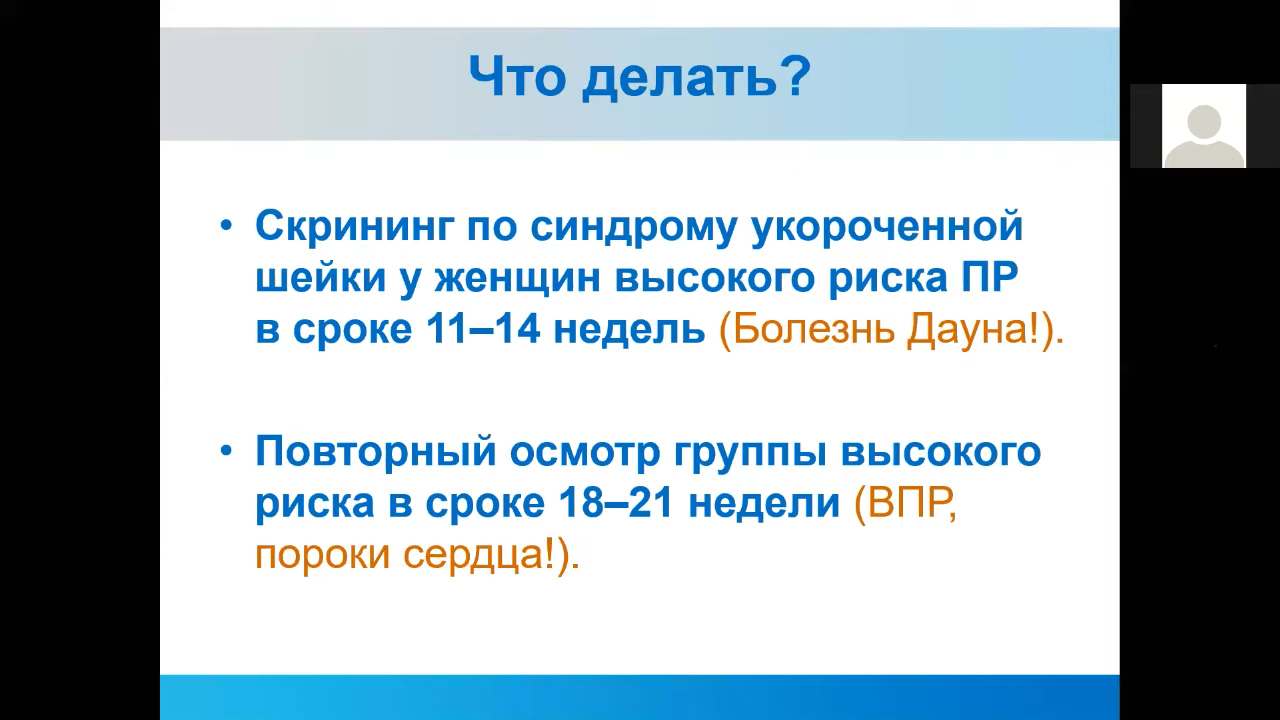 Что делать?
• Скрининг по синдрому укороченной
шейки у женщин высокого риска ПР
в сроке 11–14 недель (Болезнь Дауна!).
• Повторный осмотр группы высокого
риска в сроке 18–21 недели (ВПР,
пороки сердца!).